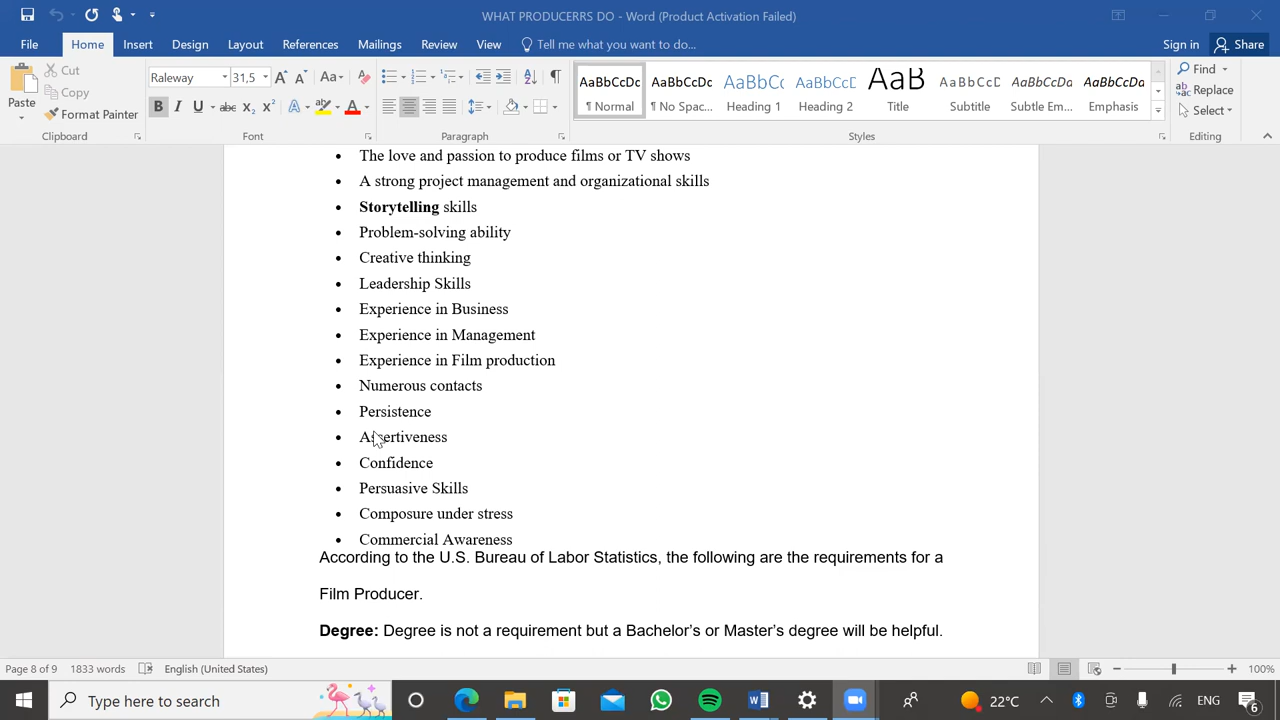 WHAT PRODUCERRS DO - Word (Product Activation Failed)
File Home Insert Design Layout References Mailings Review View Tell me what you want to do... Sign in Share
Paste
Cut
Copy
Format Painter
Raleway 31,5
AaBbCcDc AaBbCcDc AaBbCc AaBbCcC AaB AaBbCcD AaBbCcDc AaBbCcDc
¶ Normal ¶ No Spac... Heading 1 Heading 2 Title Subtitle Subtle Em... Emphasis
Find
Replace
Select
Clipboard Font Paragraph Styles Editing
• The love and passion to produce films or TV shows
• A strong project management and organizational skills
• Storytelling skills
• Problem-solving ability
• Creative thinking
• Leadership Skills
• Experience in Business
• Experience in Management
• Experience in Film production
• Numerous contacts
• Persistence
• Assertiveness
• Confidence
• Persuasive Skills
• Composure under stress
• Commercial Awareness
According to the U.S. Bureau of Labor Statistics, the following are the requirements for a
Film Producer.
Degree: Degree is not a requirement but a Bachelor’s or Master’s degree will be helpful.
Page 8 of 9 1833 words English (United States) 100%
Type here to search 22°C ENG 6